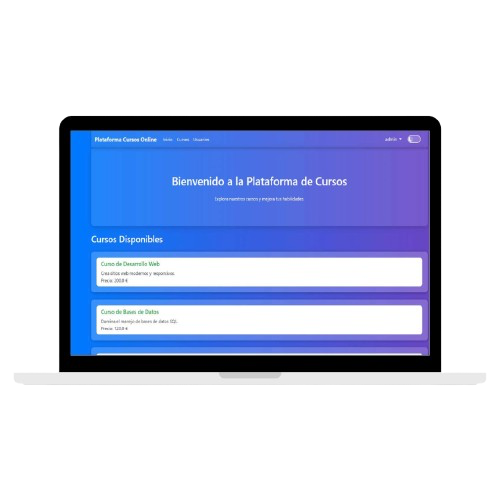 Plataforma Cursos Online Inicio Cursos Usuarios admin
Bienvenido a la Plataforma de Cursos
Explora nuestros cursos y mejora tus habilidades
Cursos Disponibles
Curso de Desarrollo Web
Crea sitios web modernos y responsivos.
Precio: 200.0 €
Curso de Bases de Datos
Domina el manejo de bases de datos SQL.
Precio: €